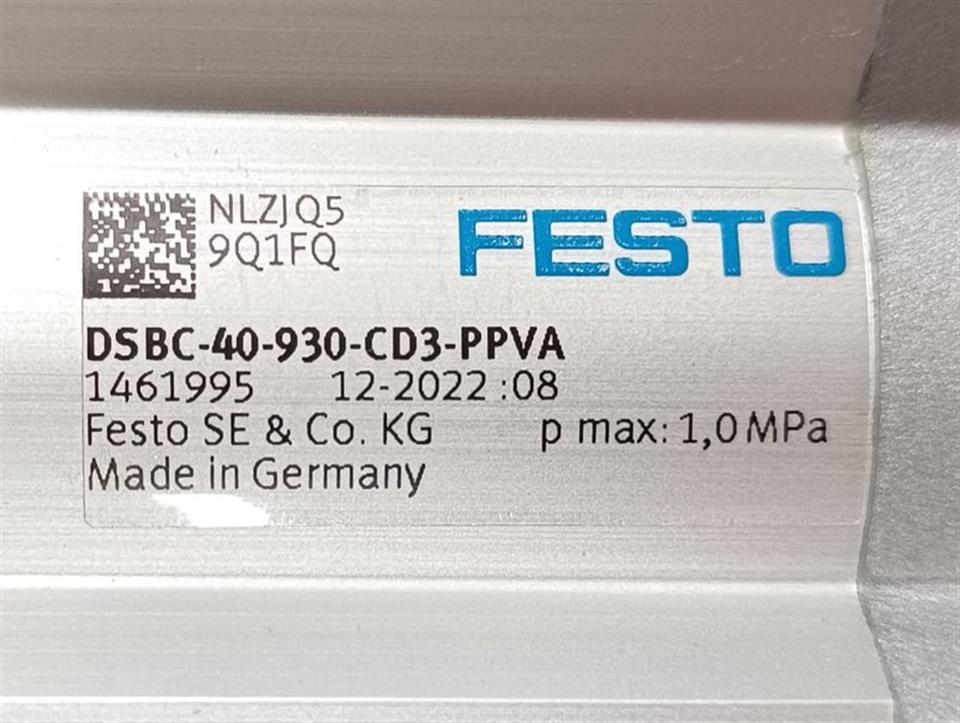 NLZJQ5
9Q1FQ
FESTO
DSBC-40-930-CD3-PPVA
1461995 12-2022 :08
Festo SE & Co. KG p max: 1,0 MPa
Made in Germany